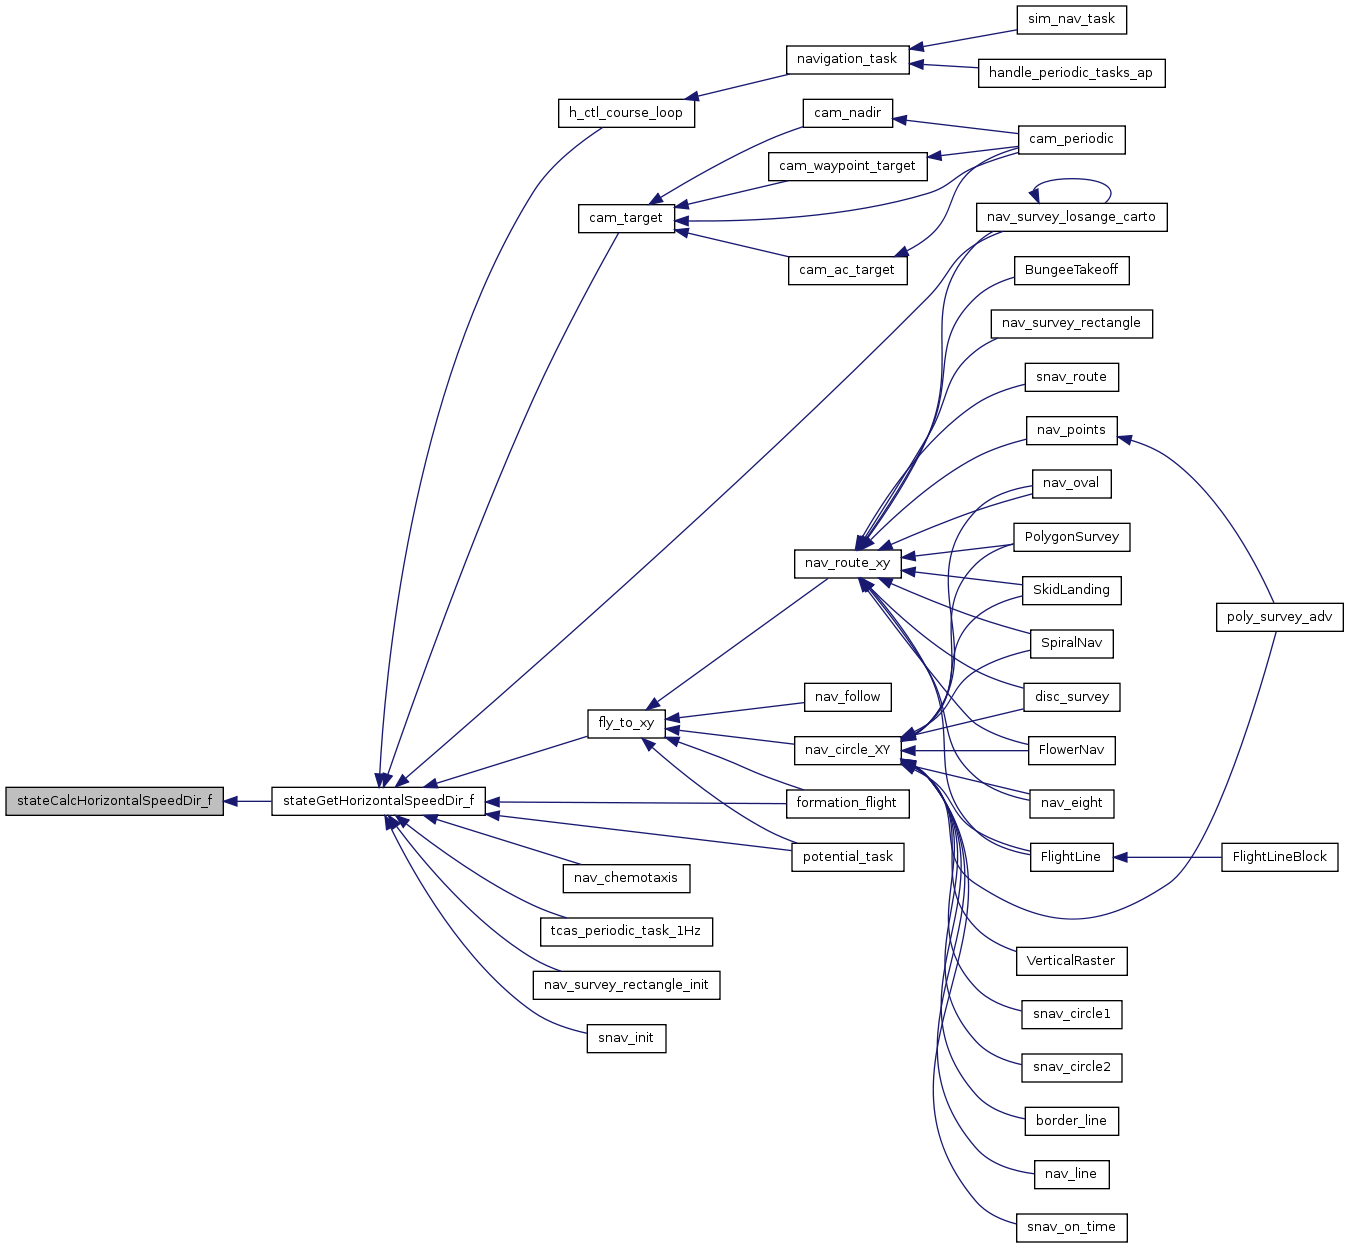 sim_nav_task
navigation_task
handle_periodic_tasks_ap
h_ctl_course_loop
cam_nadir
cam_periodic
cam_waypoint_target
cam_target
nav_survey_losange_carto
cam_ac_target
BungeeTakeoff
nav_survey_rectangle
snav_route
nav_points
nav_oval
PolygonSurvey
nav_route_xy
SkidLanding
poly_survey_adv
SpiralNav
nav_follow
disc_survey
fly_to_xy
nav_circle_XY
FlowerNav
stateCalcHorizontalSpeedDir_f
stateGetHorizontalSpeedDir_f
formation_flight
nav_eight
potential_task
FlightLine
FlightLineBlock
nav_chemotaxis
tcas_periodic_task_1Hz
VerticalRaster
nav_survey_rectangle_init
snav_circle1
snav_init
snav_circle2
border_line
nav_line
snav_on_time